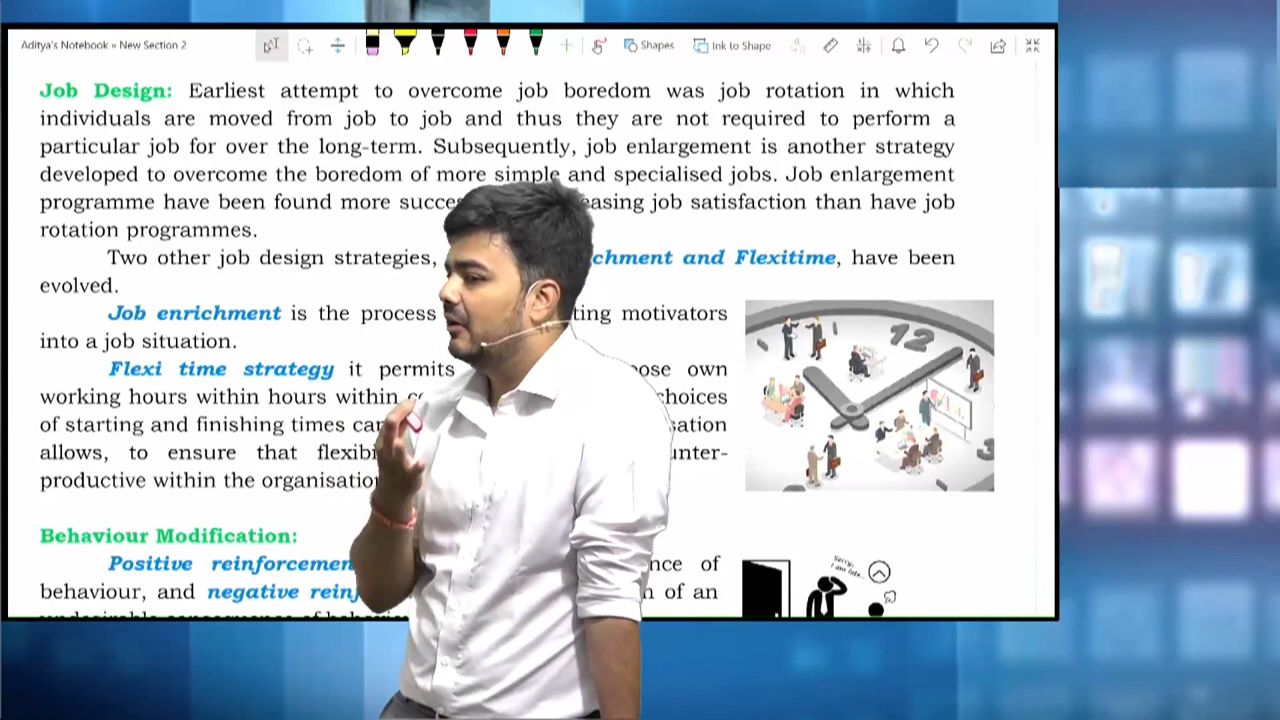 Aditya's Notebook » New Section 2
Shapes
Ink to Shape
Job Design: Earliest attempt to overcome job boredom was job rotation in which
individuals are moved from job to job and thus they are not required to perform a
particular job for over the long-term. Subsequently, job enlargement is another strategy
developed to overcome the boredom of more simple and specialised jobs. Job enlargement
programme have been found more succe easing job satisfaction than have job
rotation programmes.
Two other job design strategies, chment and Flexitime, have been
evolved.
Job enrichment is the process ting motivators
into a job situation.
Flexi time strategy it permits ose own
working hours within hours within choices
of starting and finishing times can sation
allows, to ensure that flexibi unter-
productive within the organisation
12
3
Behaviour Modification:
Positive reinforcemen nce of
behaviour, and negative rein n of an
Sorry,
I am late..